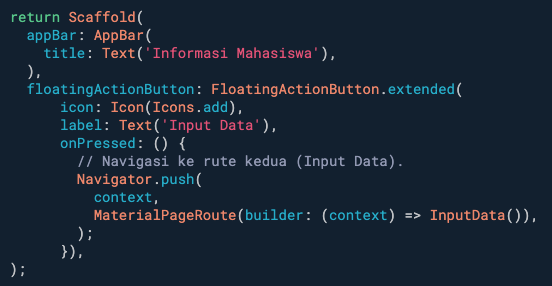 return Scaffold(
  appBar: AppBar(
    title: Text('Informasi Mahasiswa'),
  ),
  floatingActionButton: FloatingActionButton.extended(
      icon: Icon(Icons.add),
      label: Text('Input Data'),
      onPressed: () {
        // Navigasi ke rute kedua (Input Data).
        Navigator.push(
          context,
          MaterialPageRoute(builder: (context) => InputData()),
        );
      }),
);